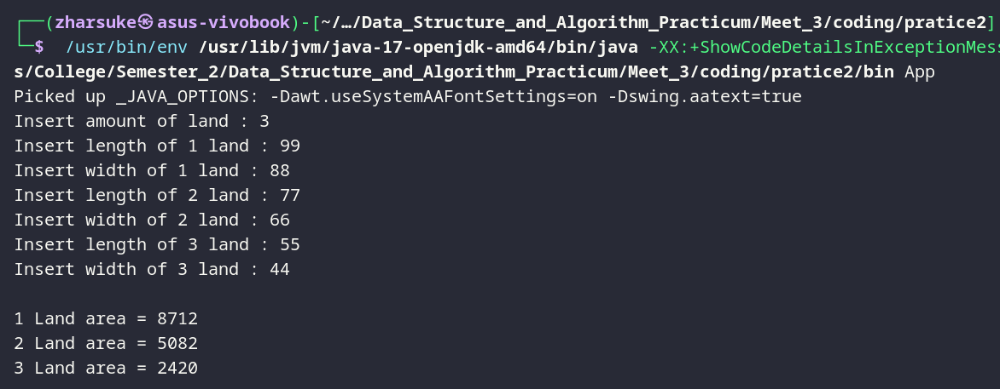 ┌──(zharsuke㉿asus-vivobook)-[~/…/Data_Structure_and_Algorithm_Practicum/Meet_3/coding/pratice2]
└─$ /usr/bin/env /usr/lib/jvm/java-17-openjdk-amd64/bin/java -XX:+ShowCodeDetailsInExceptionMess
s/College/Semester_2/Data_Structure_and_Algorithm_Practicum/Meet_3/coding/pratice2/bin App
Picked up _JAVA_OPTIONS: -Dawt.useSystemAAFontSettings=on -Dswing.aatext=true
Insert amount of land : 3
Insert length of 1 land : 99
Insert width of 1 land : 88
Insert length of 2 land : 77
Insert width of 2 land : 66
Insert length of 3 land : 55
Insert width of 3 land : 44

1 Land area = 8712
2 Land area = 5082
3 Land area = 2420